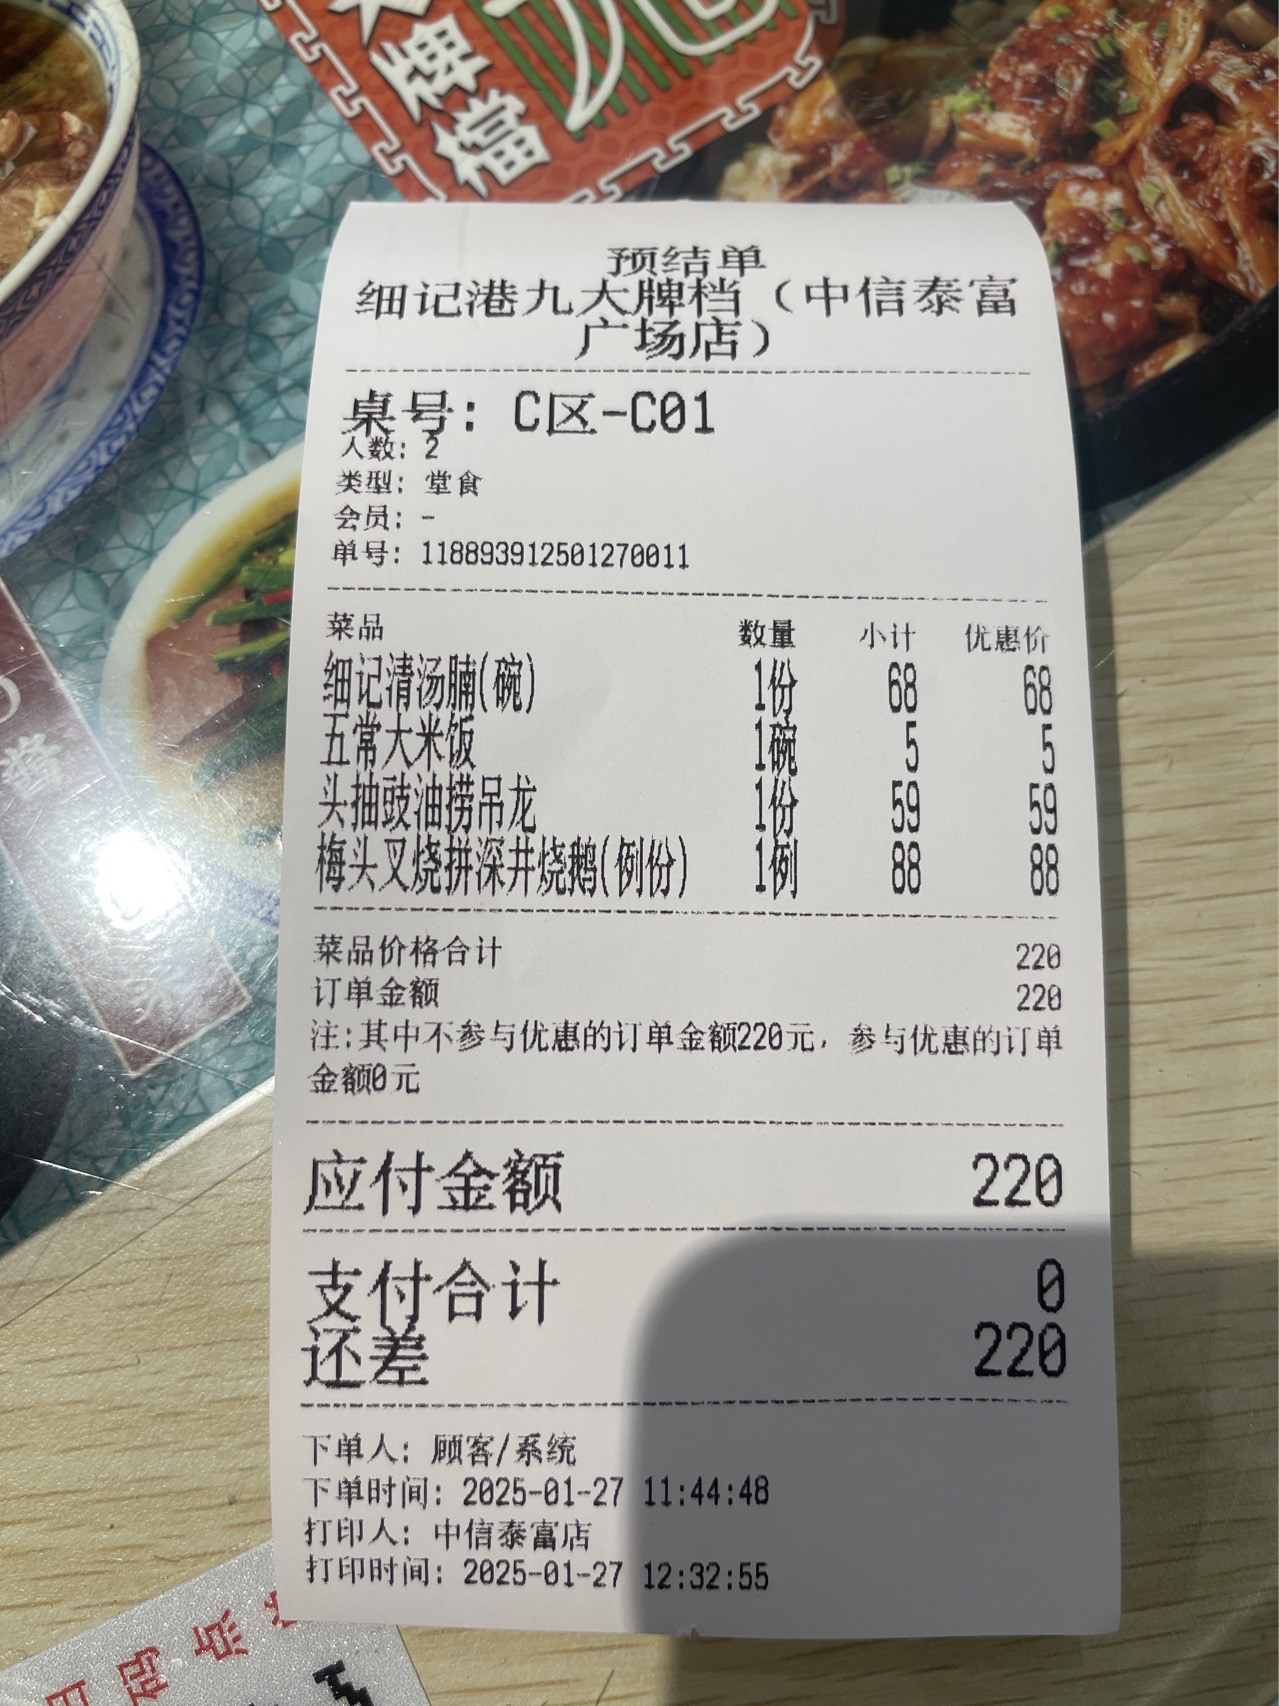 牌
檔
九
预结单
细记港九大牌档（中信泰富
广场店）
桌号: C区-C01
人数: 2
类型: 堂食
会员: -
单号: 118893912501270011
菜品 数量 小计 优惠价
细记清汤腩(碗) 1份 68 68
五常大米饭 1碗 5 5
头抽豉油捞吊龙 1份 59 59
梅头叉烧拼深井烧鹅(例份) 1例 88 88
菜品价格合计 220
订单金额 220
注:其中不参与优惠的订单金额220元，参与优惠的订单
金额0元
应付金额 220
支付合计 0
还差 220
下单人: 顾客/系统
下单时间: 2025-01-27 11:44:48
打印人: 中信泰富店
打印时间: 2025-01-27 12:32:55
码点